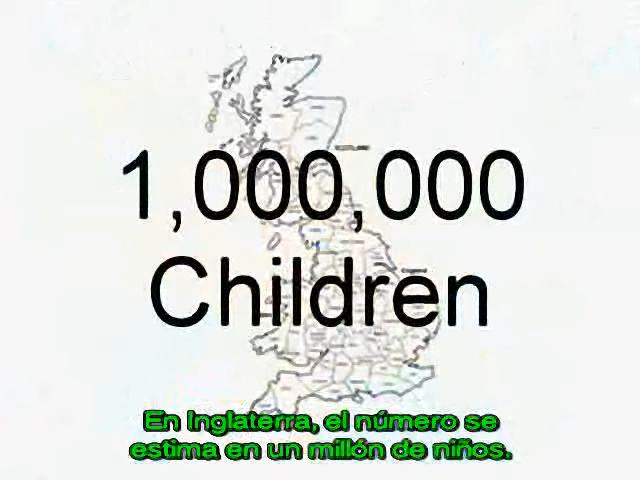 1,000,000
Children
En Inglaterra, el número se
estima en un millón de niños.